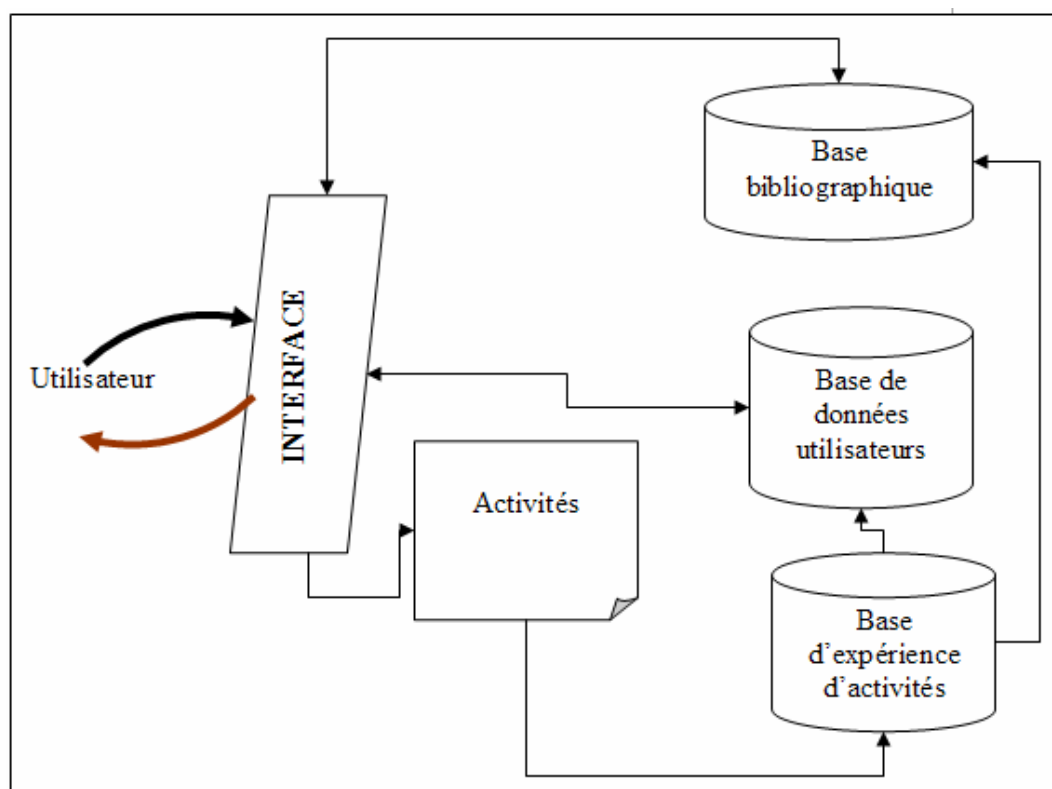 Base
bibliographique
INTERFACE
Utilisateur
Base de
données
utilisateurs
Activités
Base
d'expérience
d'activités